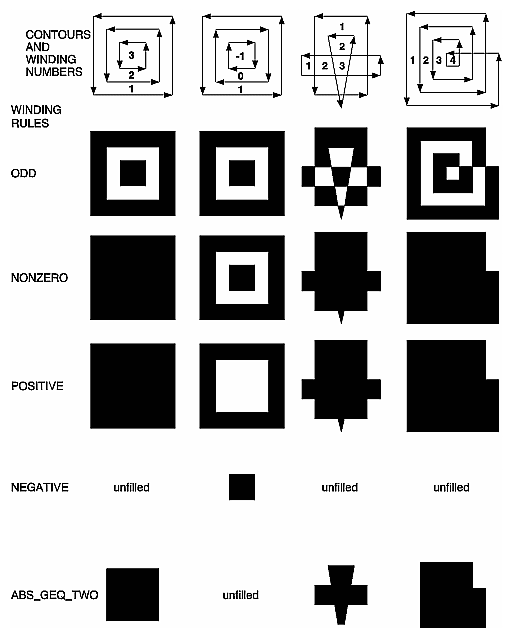 CONTOURS
AND
WINDING
NUMBERS
3
2
1
-1
0
1
1
2
1 2 3
1 2 3 4
WINDING
RULES
ODD
NONZERO
POSITIVE
NEGATIVE unfilled unfilled unfilled
ABS_GEQ_TWO unfilled